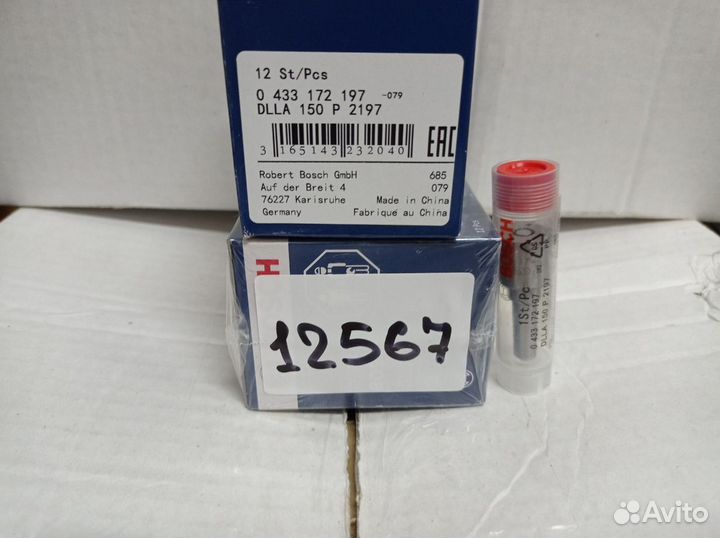 12 St/Pcs
0 433 172 197 -079
DLLA 150 P 2197
3 165143 232040
EAC
Robert Bosch GmbH 685
Auf der Breit 4 079
76227 Karlsruhe Made in China
Germany Fabrique au China
H
12567
CH
1St/Pc
0 433 172 197
DLLA 150 P 2197
Avito